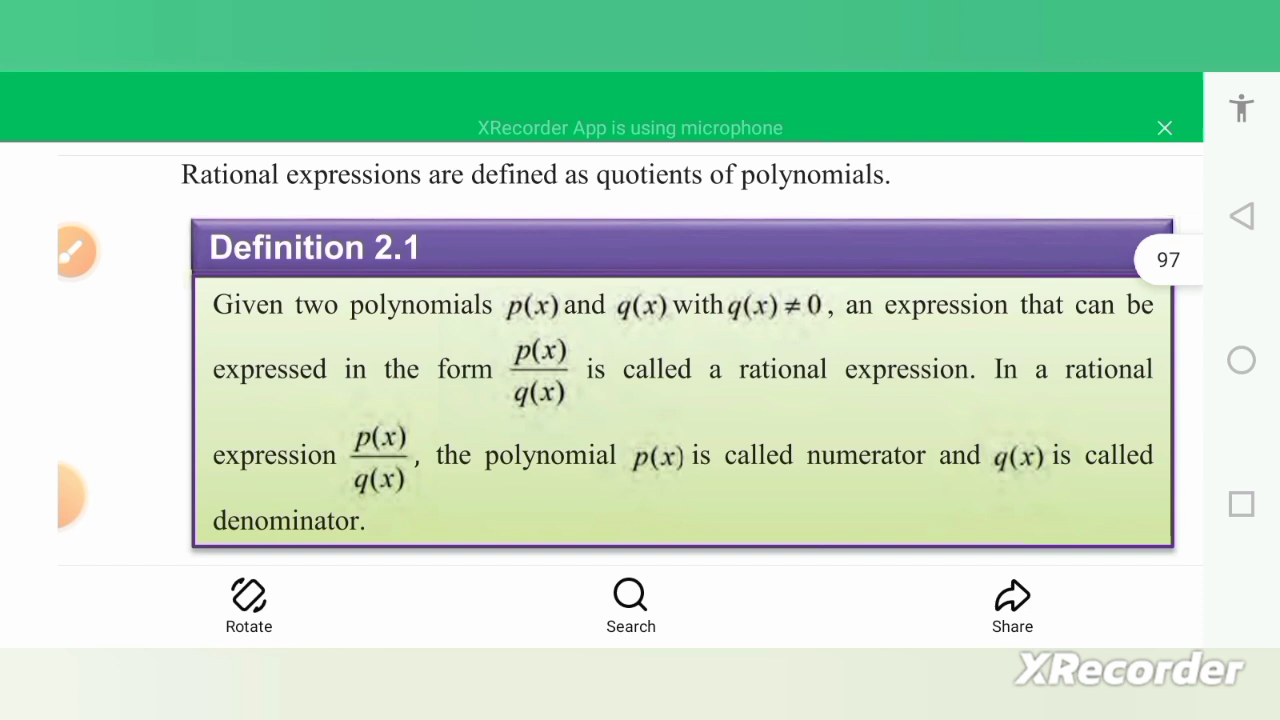 XRecorder App is using microphone
Rational expressions are defined as quotients of polynomials.
Definition 2.1
97
Given two polynomials p(x) and q(x) with q(x) ≠ 0, an expression that can be
expressed in the form p(x)/q(x) is called a rational expression. In a rational
expression p(x)/q(x), the polynomial p(x) is called numerator and q(x) is called
denominator.
Rotate
Search
Share
XRecorder